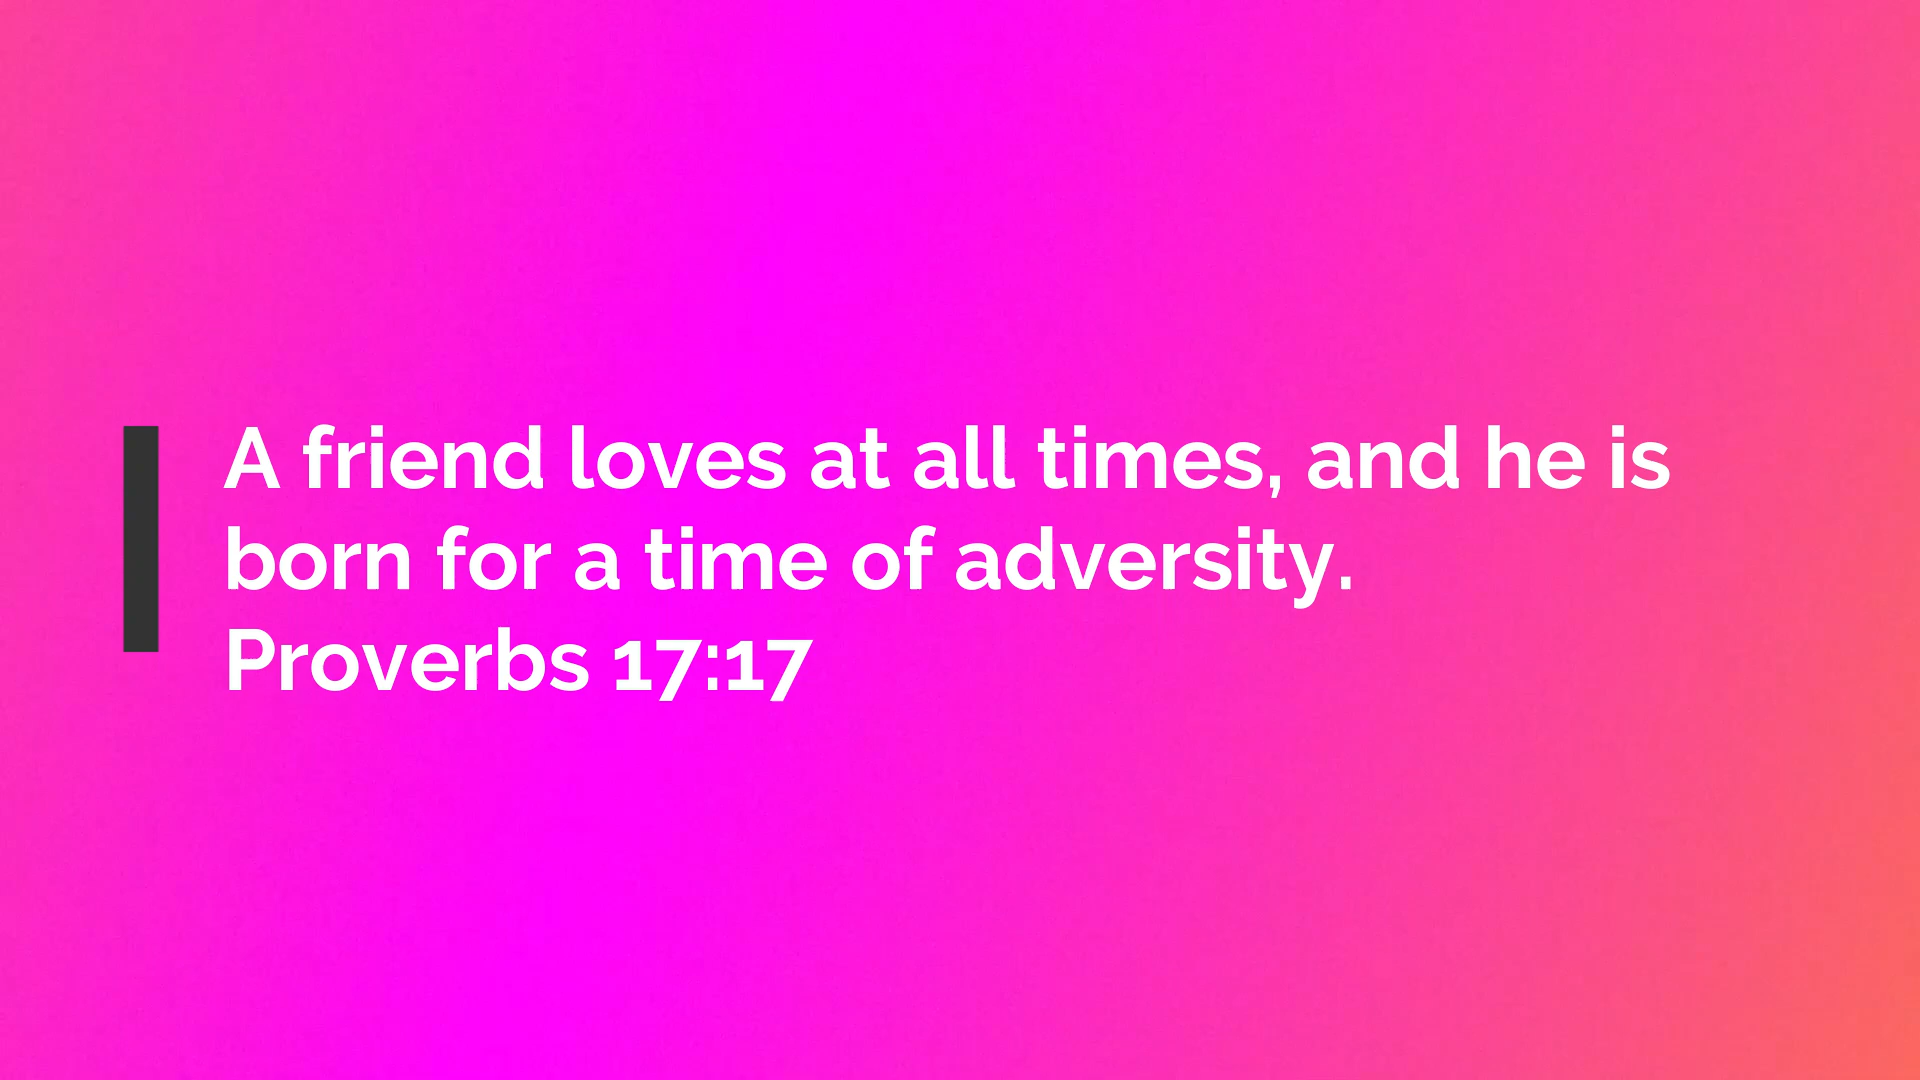 A friend loves at all times, and he is
born for a time of adversity.
Proverbs 17:17